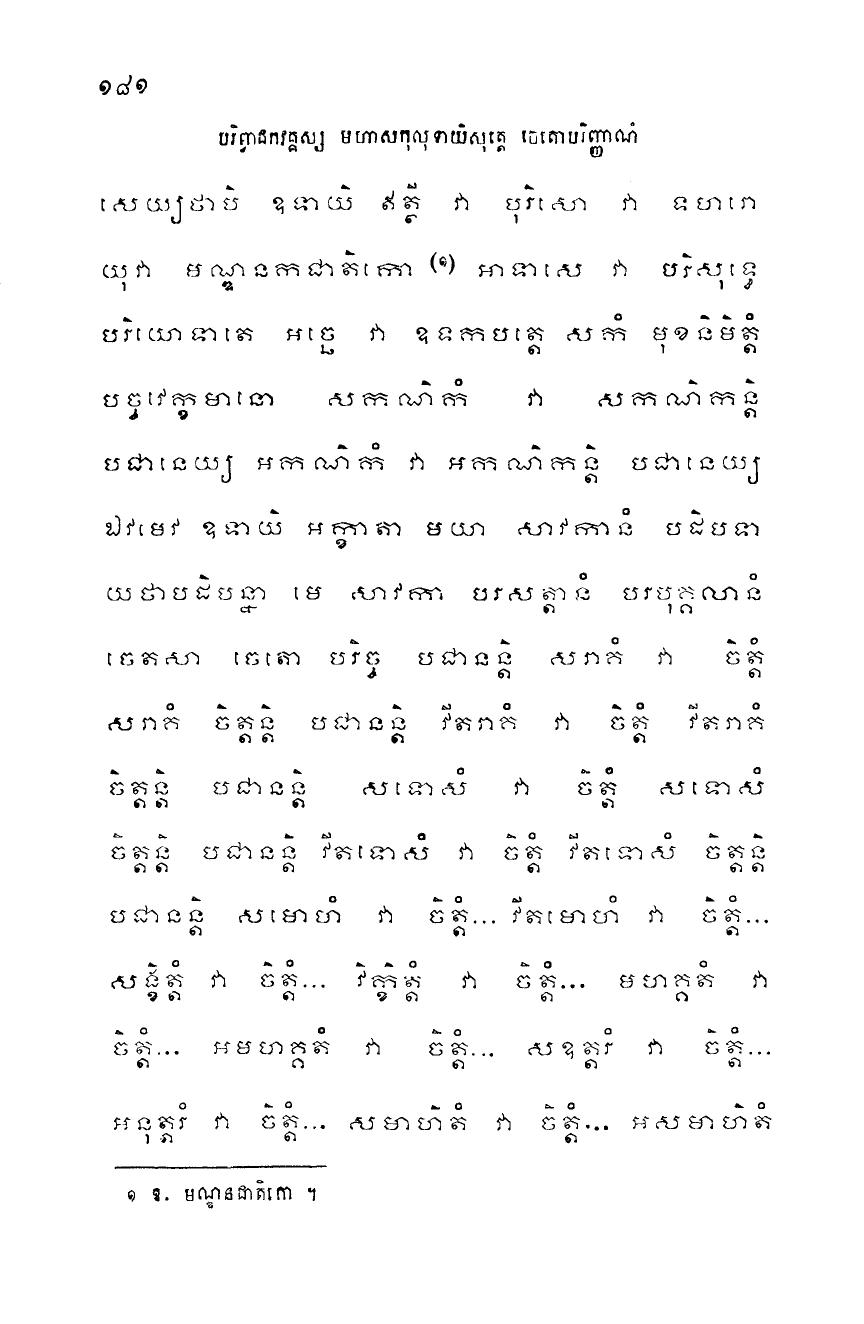 ១៨១
បរិព្វាជកវគ្គស្ស មហាសកុលុទាយិសុត្តេ ចេតោបរិញ្ញាណំ
សេយ្យថាបិ ឧទាយិ ឥត្ថី វា បុរិសោ វា ទហរោ
យុវា មណ្ឌនកជាតិកោ (១) អាទាសេ វា បរិសុទ្ធេ
បរិយោទាតេ អច្ឆេ វា ឧទកបត្តេ សកំ មុខនិមិត្តំ
បច្ចវេក្ខមានោ សកណិកំ វា សកណិកន្តិ
បជានេយ្យ អកណិកំ វា អកណិកន្តិ បជានេយ្យ
ឯវមេវ ឧទាយិ អក្ខាតា មយា សាវកានំ បដិបទា
យថាបដិបន្នា មេ សាវកា បរសត្តានំ បរបុគ្គលានំ
ចេតសា ចេតោ បរិច្ច បជានន្តិ សរាគំ វា ចិត្តំ
សរាគំ ចិត្តន្តិ បជានន្តិ វីតរាគំ វា ចិត្តំ វីតរាគំ
ចិត្តន្តិ បជានន្តិ សទោសំ វា ចិត្តំ សទោសំ
ចិត្តន្តិ បជានន្តិ វីតទោសំ វា ចិត្តំ វីតទោសំ ចិត្តន្តិ
បជានន្តិ សមោហំ វា ចិត្តំ... វីតមោហំ វា ចិត្តំ...
សង្ខិត្តំ វា ចិត្តំ... វិក្ខិត្តំ វា ចិត្តំ... មហគ្គតំ វា
ចិត្តំ... អមហគ្គតំ វា ចិត្តំ... សឧត្តរំ វា ចិត្តំ...
អនុត្តរំ វា ចិត្តំ... សមាហិតំ វា ចិត្តំ... អសមាហិតំ
១ ឱ. មណ្ឌនជាតិកោ ។